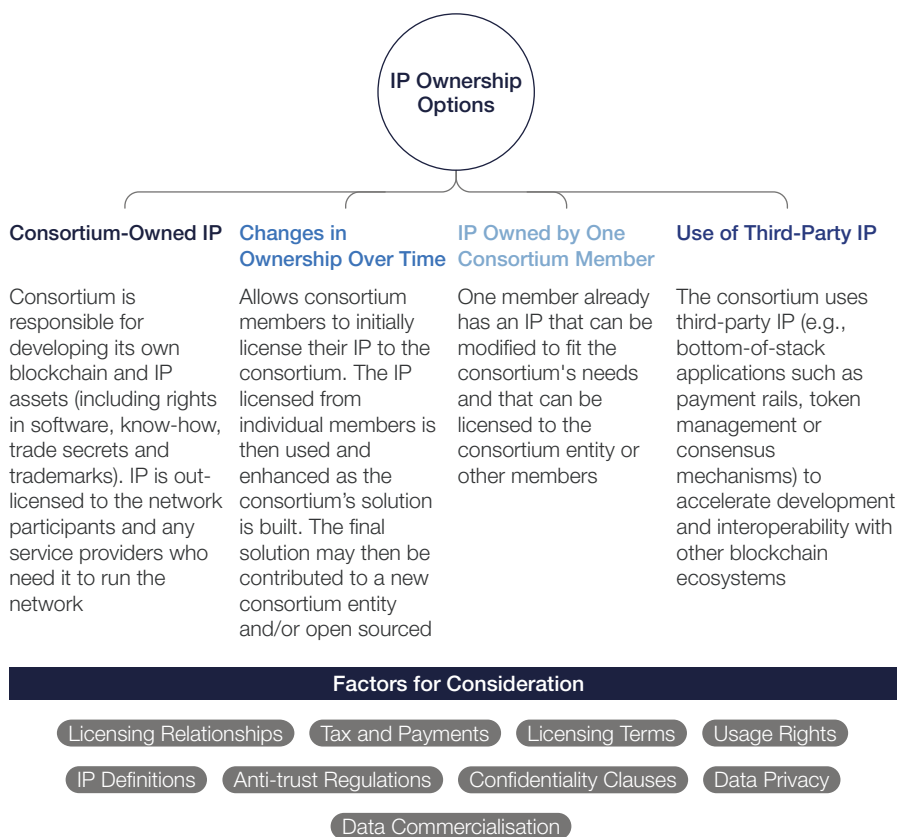 IP Ownership
Options
Consortium-Owned IP
Consortium is
responsible for
developing its own
blockchain and IP
assets (including rights
in software, know-how,
trade secrets and
trademarks). IP is out-
licensed to the network
participants and any
service providers who
need it to run the
network
Changes in
Ownership Over Time
Allows consortium
members to initially
license their IP to the
consortium. The IP
licensed from
individual members is
then used and
enhanced as the
consortium’s solution
is built. The final
solution may then be
contributed to a new
consortium entity
and/or open sourced
IP Owned by One
Consortium Member
One member already
has an IP that can be
modified to fit the
consortium's needs
and that can be
licensed to the
consortium entity or
other members
Use of Third-Party IP
The consortium uses
third-party IP (e.g.,
bottom-of-stack
applications such as
payment rails, token
management or
consensus
mechanisms) to
accelerate development
and interoperability with
other blockchain
ecosystems
Factors for Consideration
Licensing Relationships Tax and Payments Licensing Terms Usage Rights
IP Definitions Anti-trust Regulations Confidentiality Clauses Data Privacy
Data Commercialisation